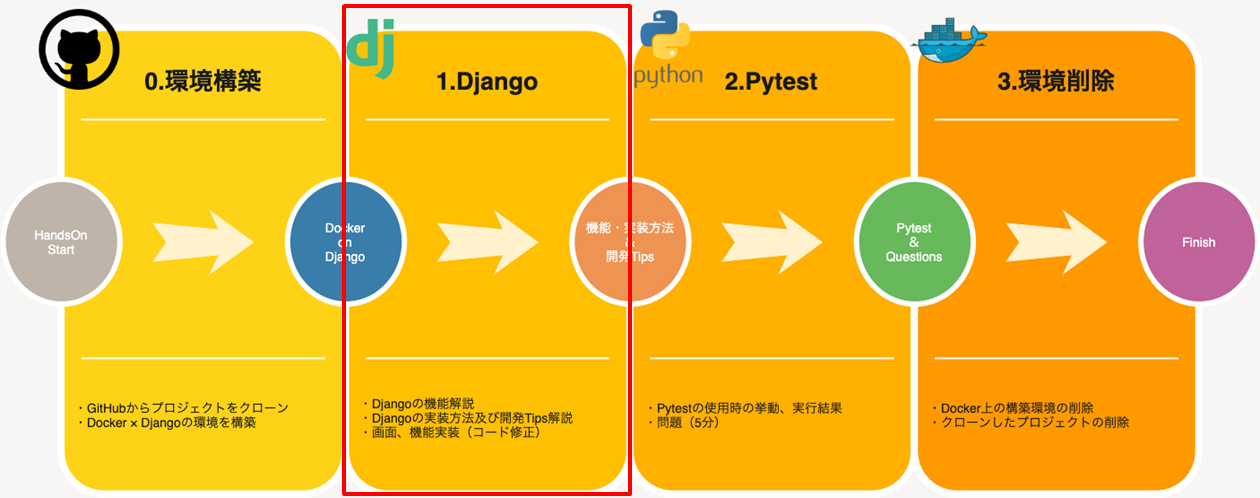 dj
python
0.環境構築
1.Django
2.Pytest
3.環境削除
HandsOn
Start
Docker
on
Django
機能・実装方法
&
開発Tips
Pytest
&
Questions
Finish
・GitHubからプロジェクトをクローン
・Docker × Djangoの環境を構築
・Djangoの機能解説
・Djangoの実装方法及び開発Tips解説
・画面、機能実装（コード修正）
・Pytestの使用時の挙動、実行結果
・問題（5分）
・Docker上の構築環境の削除
・クローンしたプロジェクトの削除